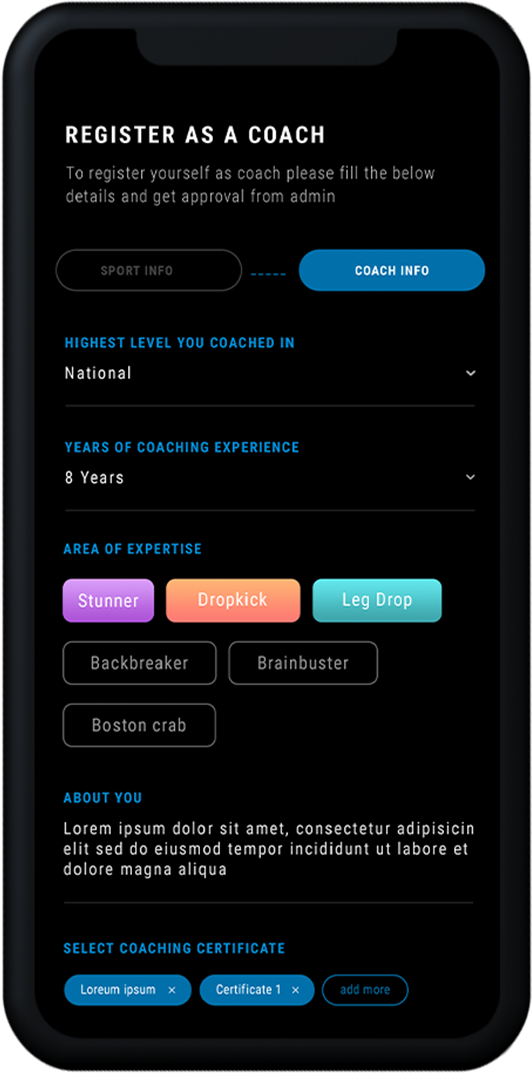 REGISTER AS A COACH
To register yourself as coach please fill the below
details and get approval from admin
SPORT INFO
COACH INFO
HIGHEST LEVEL YOU COACHED IN
National
YEARS OF COACHING EXPERIENCE
8 Years
AREA OF EXPERTISE
Stunner
Dropkick
Leg Drop
Backbreaker
Brainbuster
Boston crab
ABOUT YOU
Lorem ipsum dolor sit amet, consectetur adipisicin
elit sed do eiusmod tempor incididunt ut labore et
dolore magna aliqua
SELECT COACHING CERTIFICATE
Loreum ipsum ×
Certificate 1 ×
add more